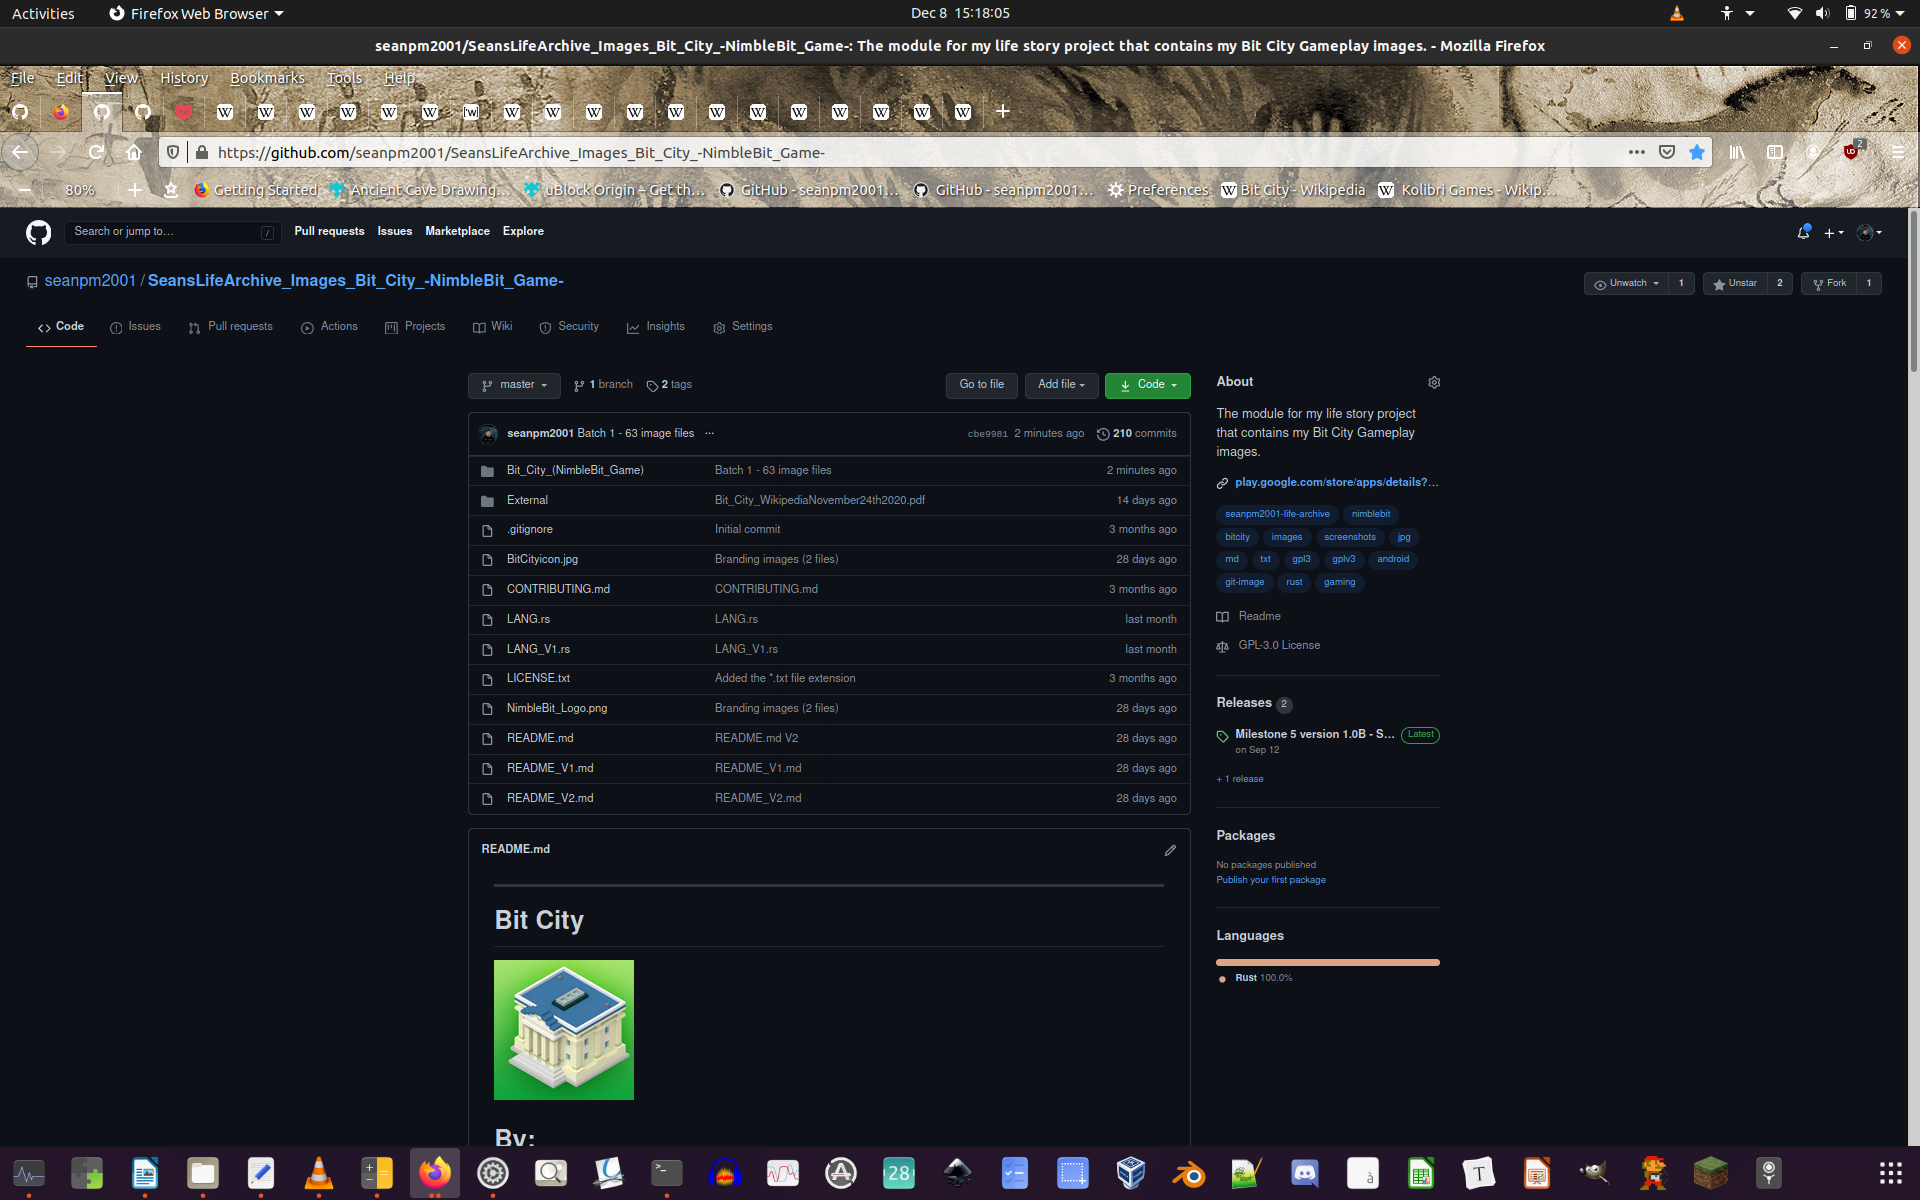 Activities Firefox Web Browser Dec 8 15:18:05 92 %
seanpm2001/SeansLifeArchive_Images_Bit_City_-NimbleBit_Game-: The module for my life story project that contains my Bit City Gameplay images. - Mozilla Firefox
File Edit View History Bookmarks Tools Help
https://github.com/seanpm2001/SeansLifeArchive_Images_Bit_City_-NimbleBit_Game- 2
80% Getting Started Ancient Cave Drawing… uBlock Origin – Get th… GitHub - seanpm2001… GitHub - seanpm2001… Preferences Bit City - Wikipedia Kolibri Games - Wikip…
Search or jump to… / Pull requests Issues Marketplace Explore
seanpm2001 / SeansLifeArchive_Images_Bit_City_-NimbleBit_Game- Unwatch 1 Unstar 2 Fork 1
Code Issues Pull requests Actions Projects Wiki Security Insights Settings
master 1 branch 2 tags Go to file Add file Code
seanpm2001 Batch 1 - 63 image files ... cbe9981 2 minutes ago 210 commits
Bit_City_(NimbleBit_Game) Batch 1 - 63 image files 2 minutes ago
External Bit_City_WikipediaNovember24th2020.pdf 14 days ago
.gitignore Initial commit 3 months ago
BitCityicon.jpg Branding images (2 files) 28 days ago
CONTRIBUTING.md CONTRIBUTING.md 3 months ago
LANG.rs LANG.rs last month
LANG_V1.rs LANG_V1.rs last month
LICENSE.txt Added the *.txt file extension 3 months ago
NimbleBit_Logo.png Branding images (2 files) 28 days ago
README.md README.md V2 28 days ago
README_V1.md README_V1.md 28 days ago
README_V2.md README_V2.md 28 days ago
README.md
Bit City
By:
About
The module for my life story project
that contains my Bit City Gameplay
images.
play.google.com/store/apps/details?…
seanpm2001-life-archive nimblebit
bitcity images screenshots jpg
md txt gpl3 gplv3 android
git-image rust gaming
Readme
GPL-3.0 License
Releases 2
Milestone 5 version 1.0B - S… Latest
on Sep 12
+ 1 release
Packages
No packages published
Publish your first package
Languages
Rust 100.0%
28